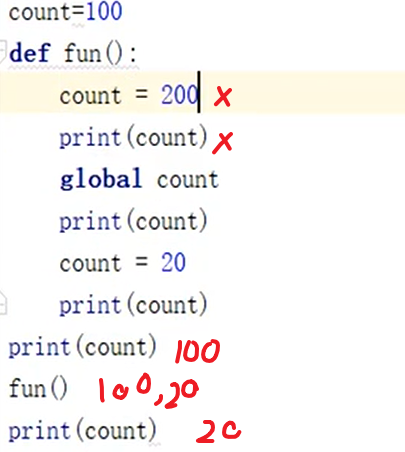 count=100
def fun():
    count = 200 x
    print(count) x
    global count
    print(count)
    count = 20
    print(count)
print(count) 100
fun() 100,20
print(count) 20